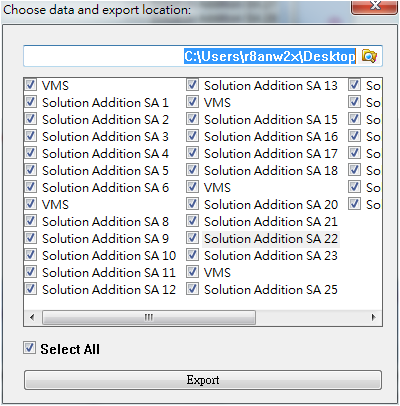 Choose data and export location:
C:\Users\r8anw2x\Desktop
VMS
Solution Addition SA 1
Solution Addition SA 2
Solution Addition SA 3
Solution Addition SA 4
Solution Addition SA 5
Solution Addition SA 6
VMS
Solution Addition SA 8
Solution Addition SA 9
Solution Addition SA 10
Solution Addition SA 11
Solution Addition SA 12
Solution Addition SA 13
VMS
Solution Addition SA 15
Solution Addition SA 16
Solution Addition SA 17
Solution Addition SA 18
VMS
Solution Addition SA 20
Solution Addition SA 21
Solution Addition SA 22
Solution Addition SA 23
VMS
Solution Addition SA 25
So
So
So
So
So
So
So
So
Select All
Export